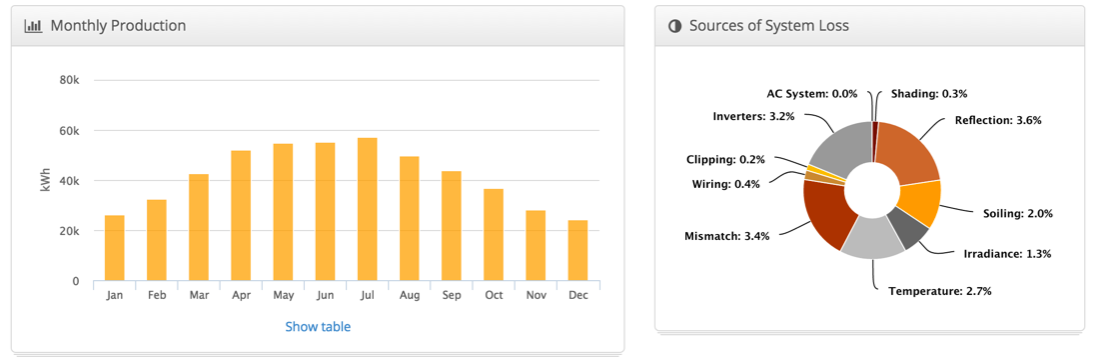 Monthly Production
80k
60k
40k
20k
0
kWh
Jan Feb Mar Apr May Jun Jul Aug Sep Oct Nov Dec
Show table
Sources of System Loss
AC System: 0.0%
Shading: 0.3%
Inverters: 3.2%
Reflection: 3.6%
Clipping: 0.2%
Wiring: 0.4%
Soiling: 2.0%
Mismatch: 3.4%
Irradiance: 1.3%
Temperature: 2.7%